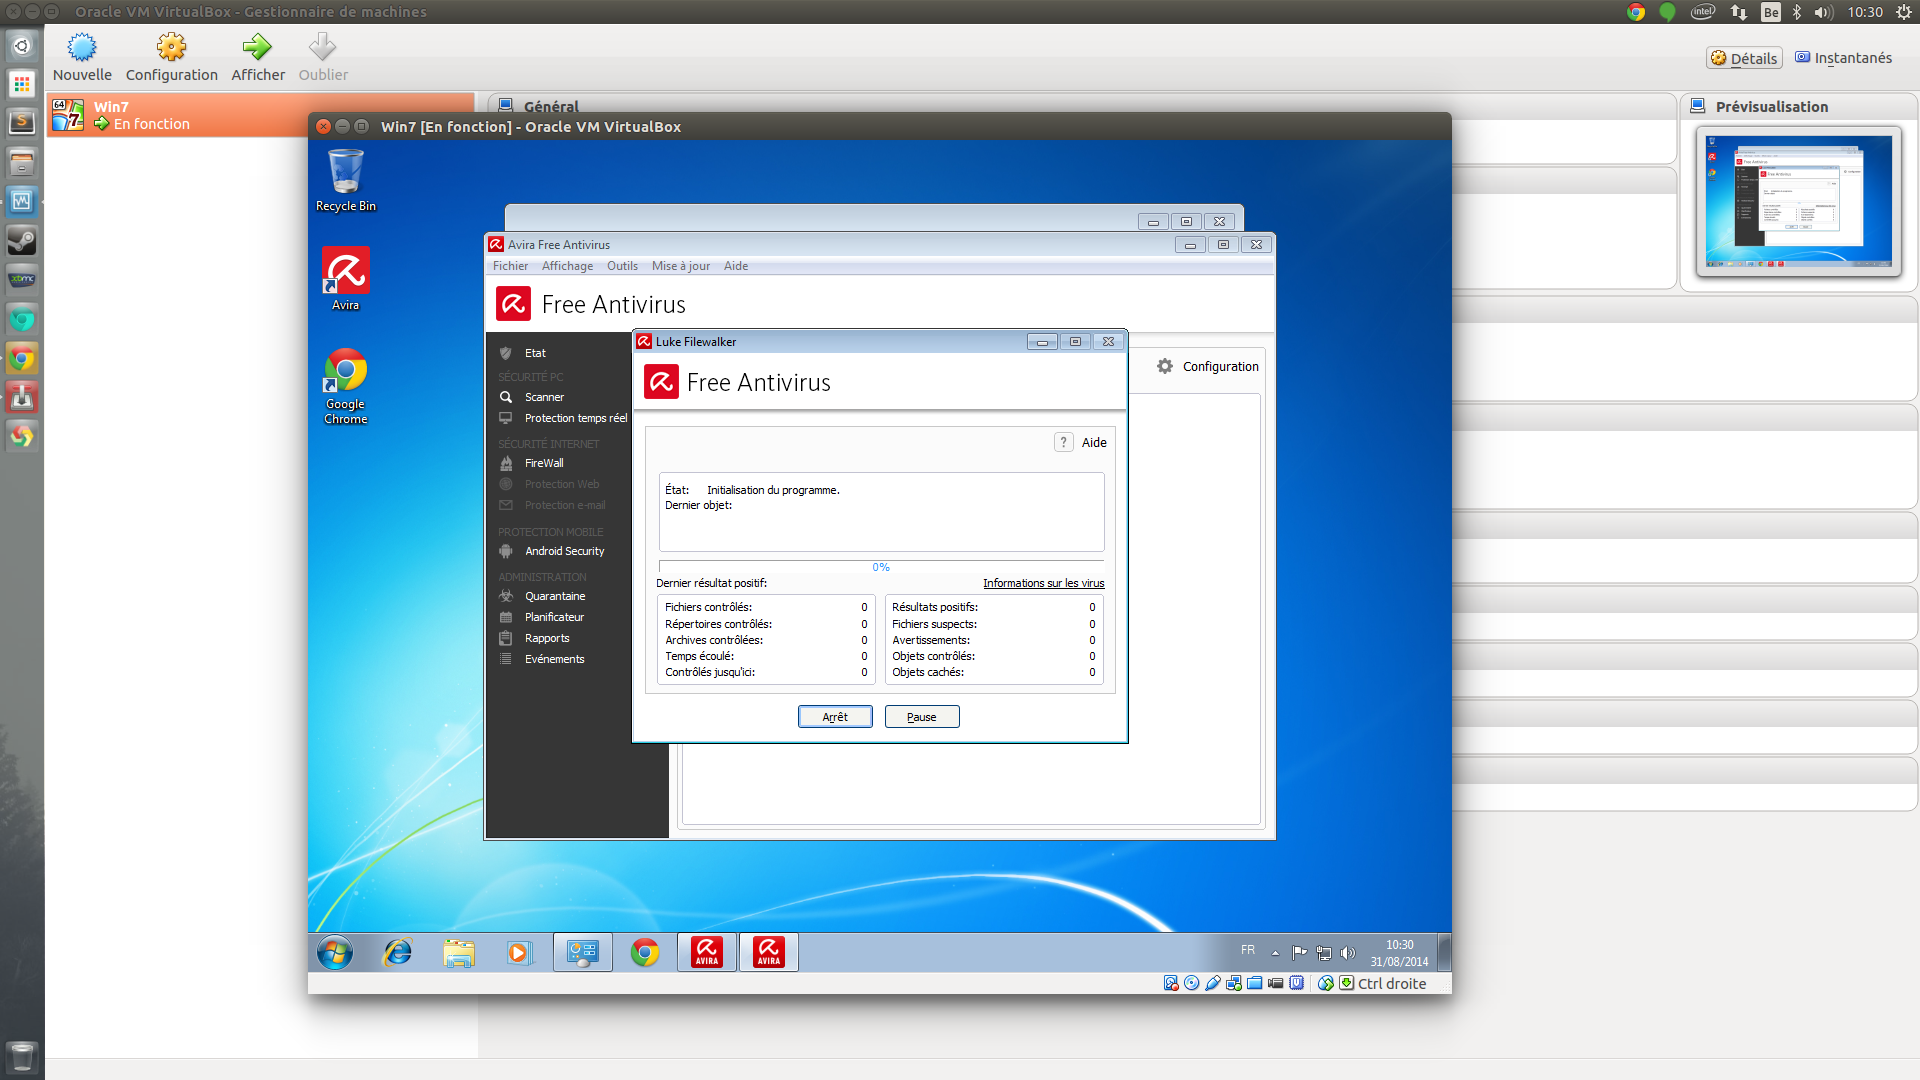 Oracle VM VirtualBox - Gestionnaire de machines
intel
Be
10:30
Nouvelle
Configuration
Afficher
Oublier
Détails
Instantanés
64
7
Win7
En fonction
Général
Prévisualisation
Win7 [En fonction] - Oracle VM VirtualBox
Recycle Bin
Avira
Google
Chrome
Avira Free Antivirus
Fichier
Affichage
Outils
Mise à jour
Aide
Free Antivirus
Etat
SÉCURITÉ PC
Scanner
Protection temps réel
SÉCURITÉ INTERNET
FireWall
Protection Web
Protection e-mail
PROTECTION MOBILE
Android Security
ADMINISTRATION
Quarantaine
Planificateur
Rapports
Evénements
Configuration
Luke Filewalker
Free Antivirus
? Aide
État: Initialisation du programme.
Dernier objet:
0%
Dernier résultat positif:
Informations sur les virus
Fichiers contrôlés: 0
Répertoires contrôlés: 0
Archives contrôlées: 0
Temps écoulé: 0
Contrôlés jusqu'ici: 0
Résultats positifs: 0
Fichiers suspects: 0
Avertissements: 0
Objets contrôlés: 0
Objets cachés: 0
Arrêt
Pause
AVIRA
AVIRA
FR
10:30
31/08/2014
Ctrl droite